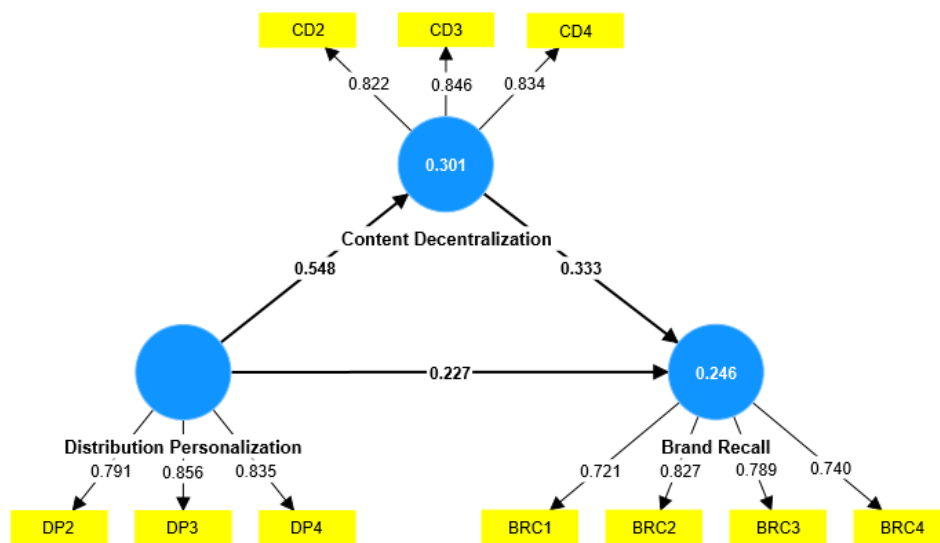 CD2 CD3 CD4
0.822 0.846 0.834
0.301
Content Decentralization
0.548 0.333
0.227 0.246
Distribution Personalization Brand Recall
0.791 0.856 0.835 0.721 0.827 0.789 0.740
DP2 DP3 DP4 BRC1 BRC2 BRC3 BRC4